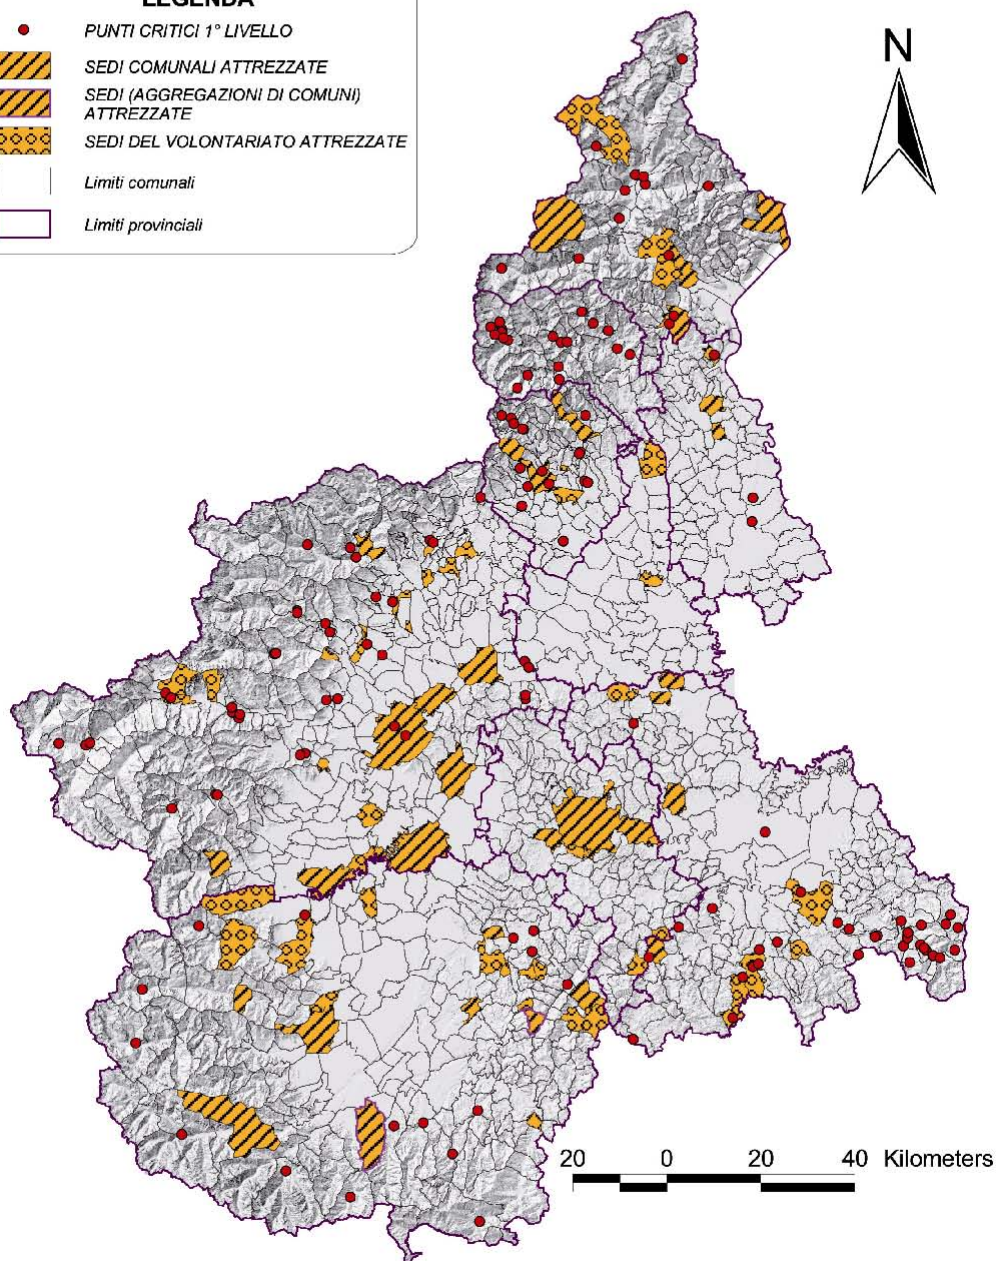 LEGENDA
PUNTI CRITICI 1° LIVELLO
SEDI COMUNALI ATTREZZATE
SEDI (AGGREGAZIONI DI COMUNI)
ATTREZZATE
SEDI DEL VOLONTARIATO ATTREZZATE
Limiti comunali
Limiti provinciali
N
20 0 20 40 Kilometers